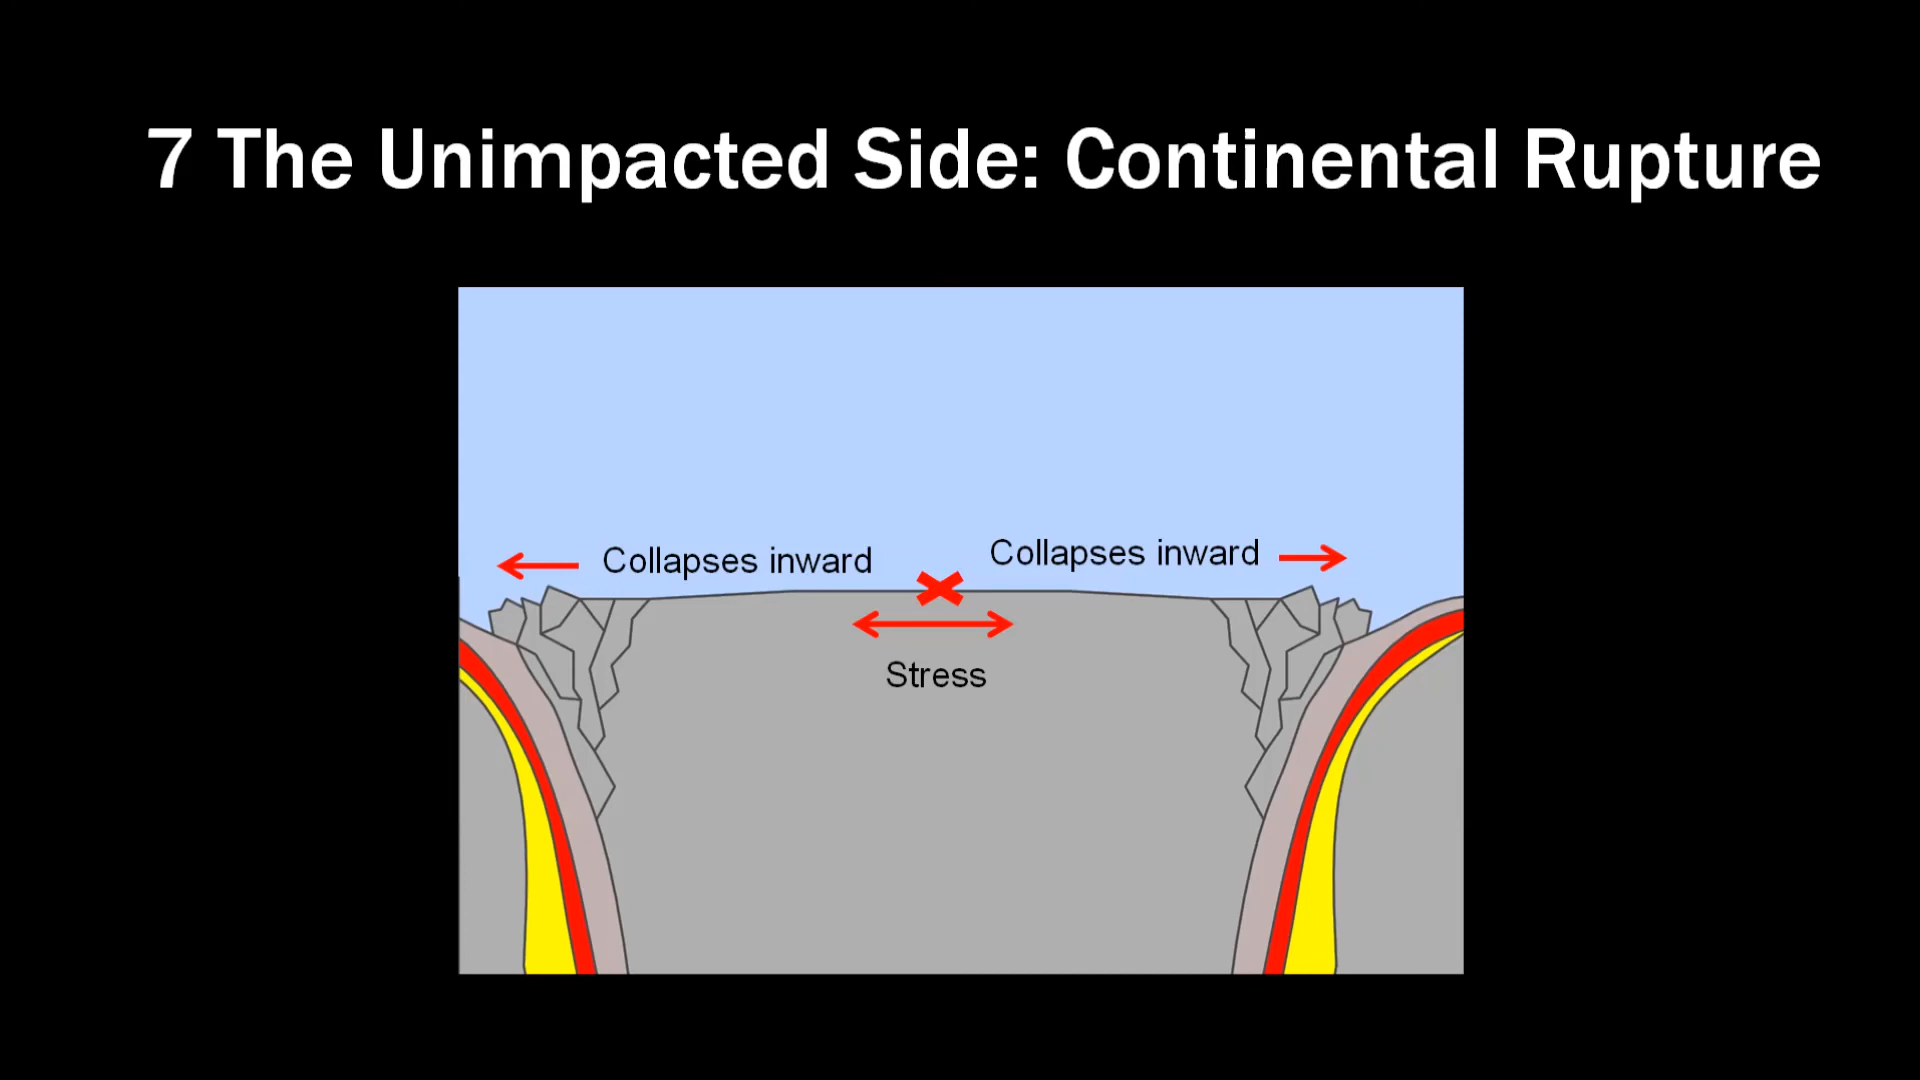 7 The Unimpacted Side: Continental Rupture
Collapses inward
Collapses inward
Stress